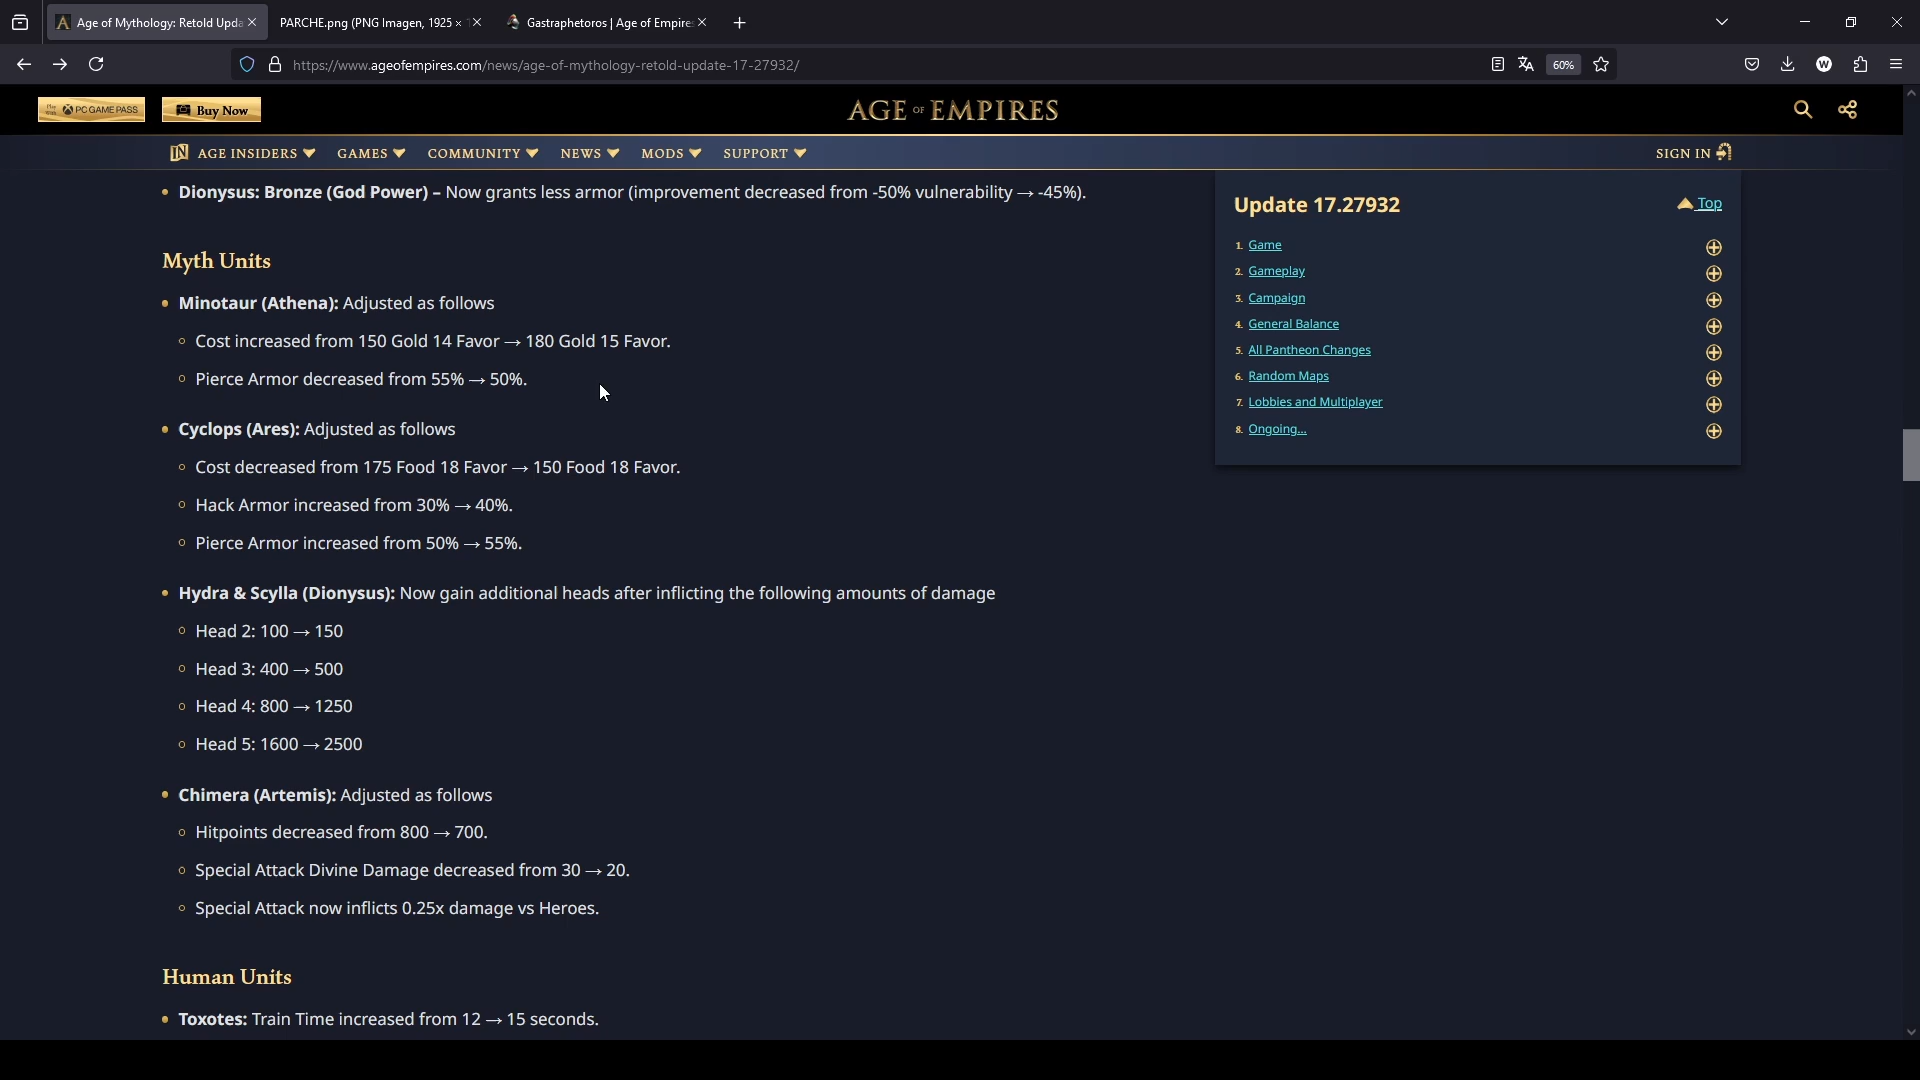 Age of Mythology: Retold Upda
PARCHE.png (PNG Imagen, 1925 ×
Gastraphetoros | Age of Empire
https://www.ageofempires.com/news/age-of-mythology-retold-update-17-27932/
60%
W
Play With PC GAME PASS
Buy Now
AGE OF EMPIRES
IN AGE INSIDERS
GAMES
COMMUNITY
NEWS
MODS
SUPPORT
SIGN IN
• Dionysus: Bronze (God Power) – Now grants less armor (improvement decreased from -50% vulnerability → -45%).
Myth Units
• Minotaur (Athena): Adjusted as follows
○ Cost increased from 150 Gold 14 Favor → 180 Gold 15 Favor.
○ Pierce Armor decreased from 55% → 50%.
• Cyclops (Ares): Adjusted as follows
○ Cost decreased from 175 Food 18 Favor → 150 Food 18 Favor.
○ Hack Armor increased from 30% → 40%.
○ Pierce Armor increased from 50% → 55%.
• Hydra & Scylla (Dionysus): Now gain additional heads after inflicting the following amounts of damage
○ Head 2: 100 → 150
○ Head 3: 400 → 500
○ Head 4: 800 → 1250
○ Head 5: 1600 → 2500
• Chimera (Artemis): Adjusted as follows
○ Hitpoints decreased from 800 → 700.
○ Special Attack Divine Damage decreased from 30 → 20.
○ Special Attack now inflicts 0.25x damage vs Heroes.
Human Units
• Toxotes: Train Time increased from 12 → 15 seconds.
Update 17.27932
Top
1. Game
2. Gameplay
3. Campaign
4. General Balance
5. All Pantheon Changes
6. Random Maps
7. Lobbies and Multiplayer
8. Ongoing...